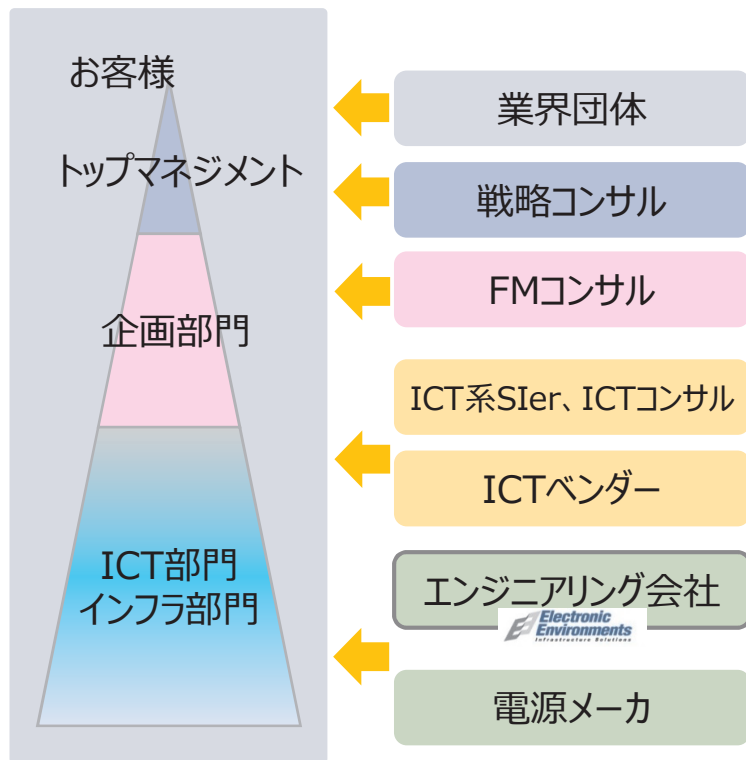 お客様
トップマネジメント
企画部門
ICT部門
インフラ部門
業界団体
戦略コンサル
FMコンサル
ICT系SIer、ICTコンサル
ICTベンダー
エンジニアリング会社
Electronic
Environments
Infrastructure Solutions
電源メーカ